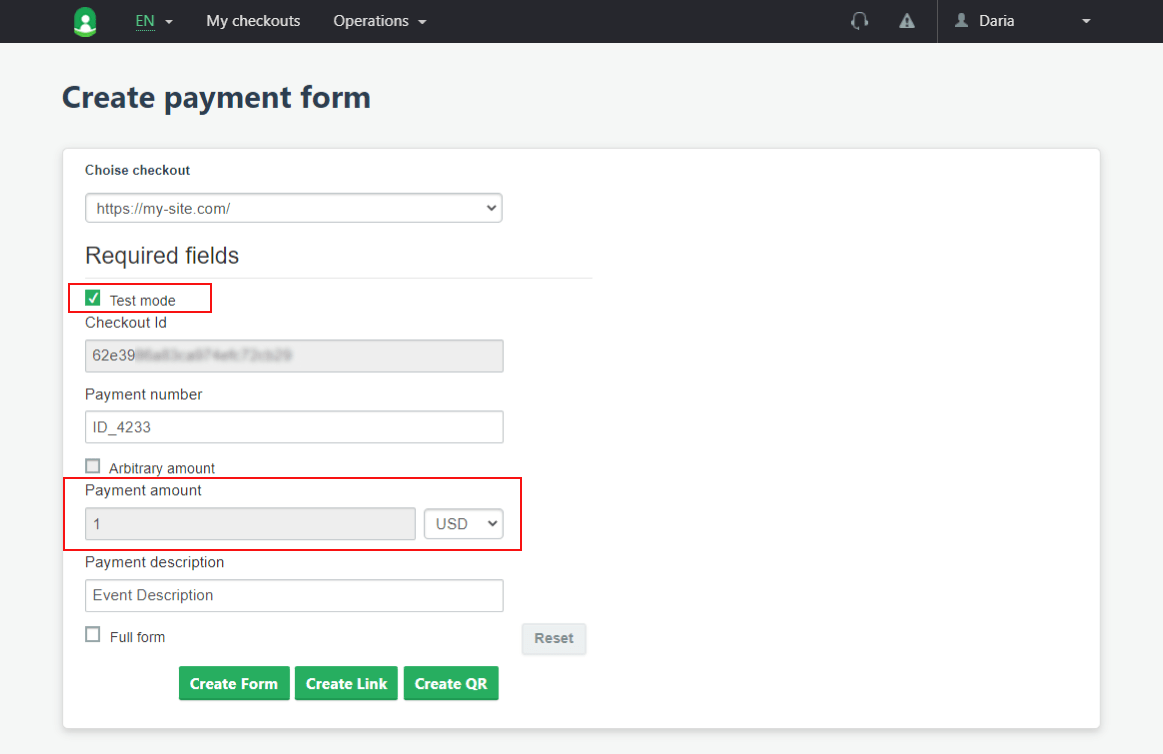 EN My checkouts Operations Daria
Create payment form
Choise checkout
https://my-site.com/
Required fields
Test mode
Checkout Id
62e39
Payment number
ID_4233
Arbitrary amount
Payment amount
1 USD
Payment description
Event Description
Full form
Reset
Create Form Create Link Create QR